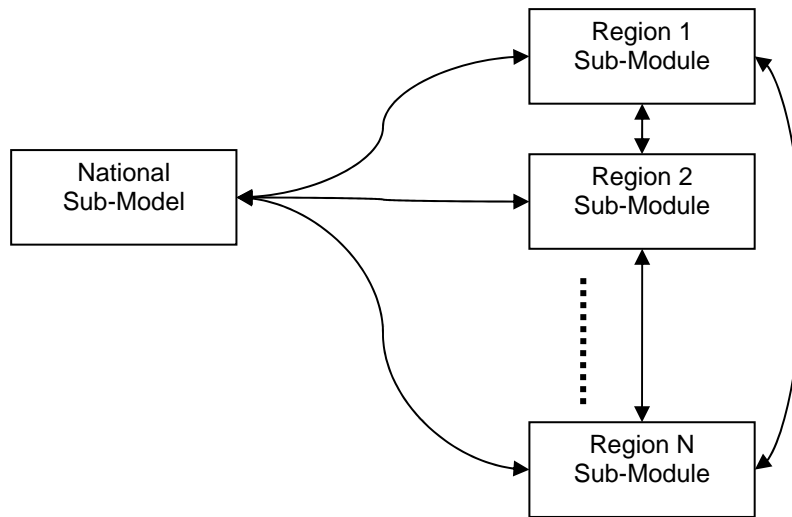 Region 1
Sub-Module
National
Sub-Model
Region 2
Sub-Module
Region N
Sub-Module